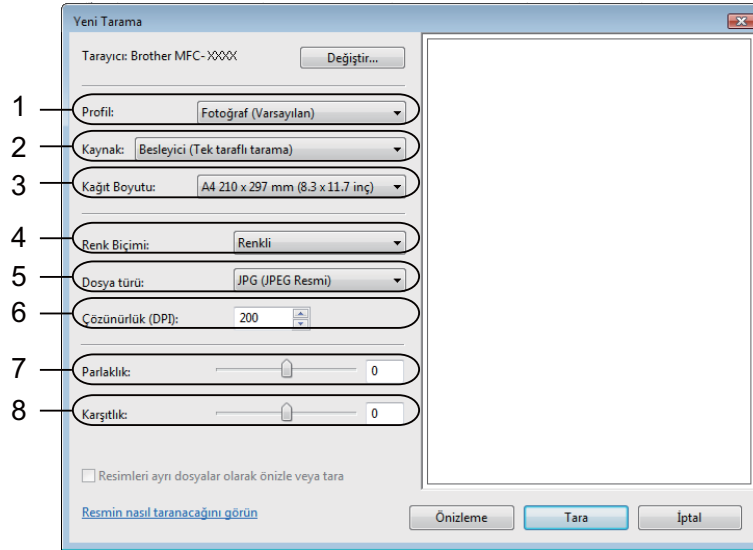 Yeni Tarama
Tarayıcı: Brother MFC-XXXX Değiştir...
1 Profil: Fotoğraf (Varsayılan)
2 Kaynak: Besleyici (Tek taraflı tarama)
3 Kağıt Boyutu: A4 210 x 297 mm (8.3 x 11.7 inç)
4 Renk Biçimi: Renkli
5 Dosya türü: JPG (JPEG Resmi)
6 Çözünürlük (DPI): 200
7 Parlaklık: 0
8 Karşıtlık: 0
Resimleri ayrı dosyalar olarak önizle veya tara
Resmin nasıl taranacağını görün Önizleme Tara İptal